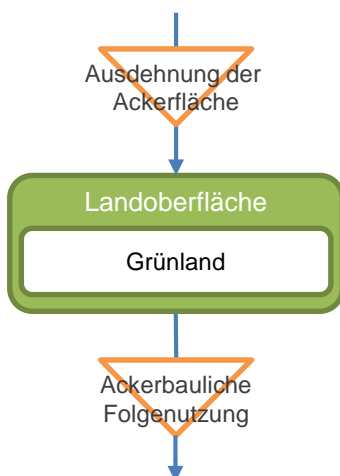 Ausdehnung der
Ackerfläche
Landoberfläche
Grünland
Ackerbauliche
Folgenutzung